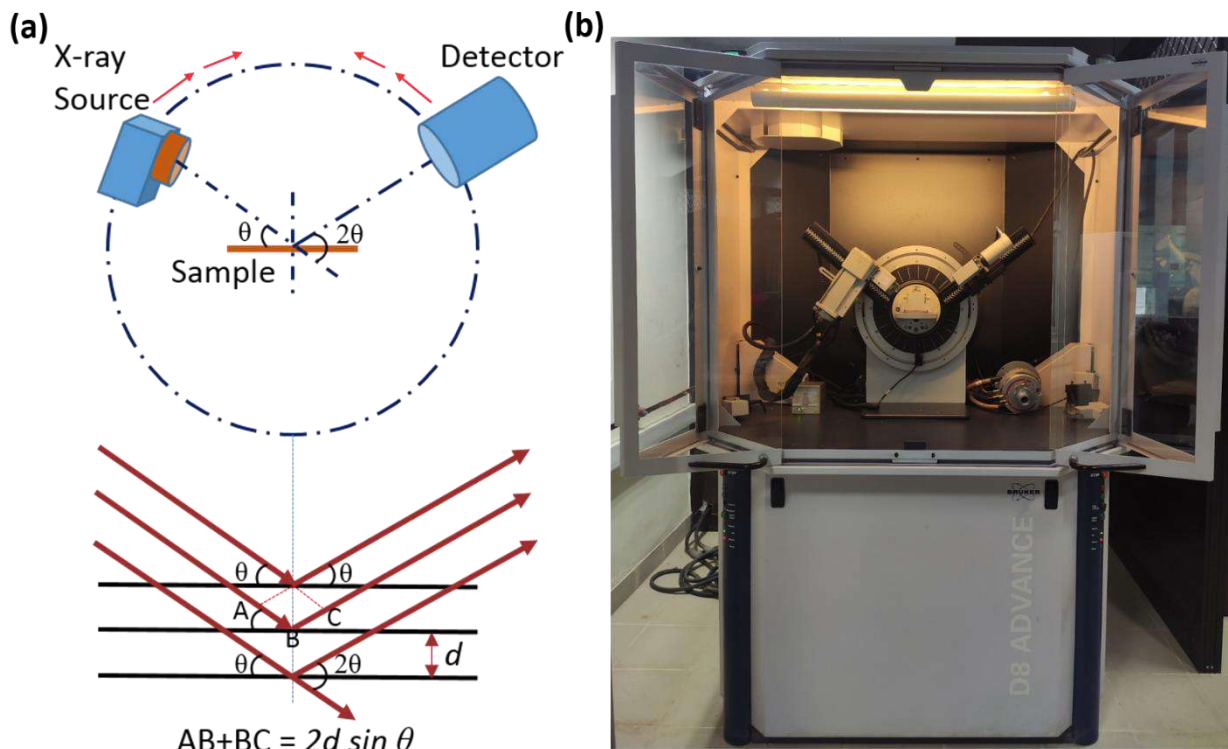 (a)
X-ray
Source
Detector
θ
2θ
Sample
θ
θ
A
C
B
d
θ
2θ
AB+BC = 2d sin θ
(b)
BRUKER
D8 ADVANCE